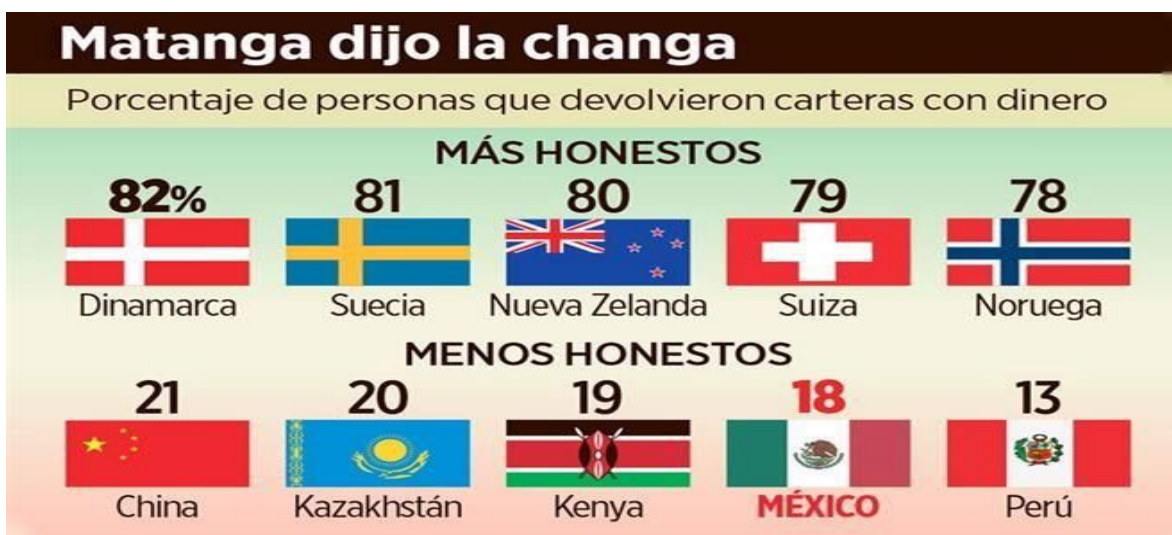 Matanga dijo la changa
Porcentaje de personas que devolvieron carteras con dinero
MÁS HONESTOS
82% 81 80 79 78
Dinamarca Suecia Nueva Zelanda Suiza Noruega
MENOS HONESTOS
21 20 19 18 13
China Kazakhstán Kenya MÉXICO Perú